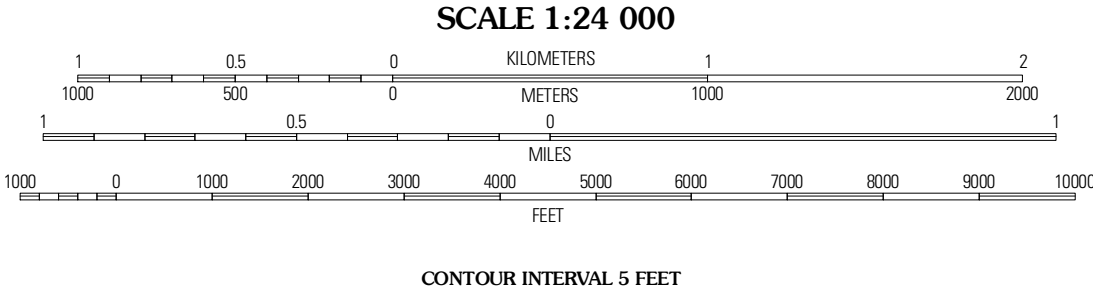 SCALE 1:24 000
1 0.5 0 KILOMETERS 1 2
1000 500 0 METERS 1000 2000
1 0.5 0 1
MILES
1000 0 1000 2000 3000 4000 5000 6000 7000 8000 9000 10000
FEET
CONTOUR INTERVAL 5 FEET